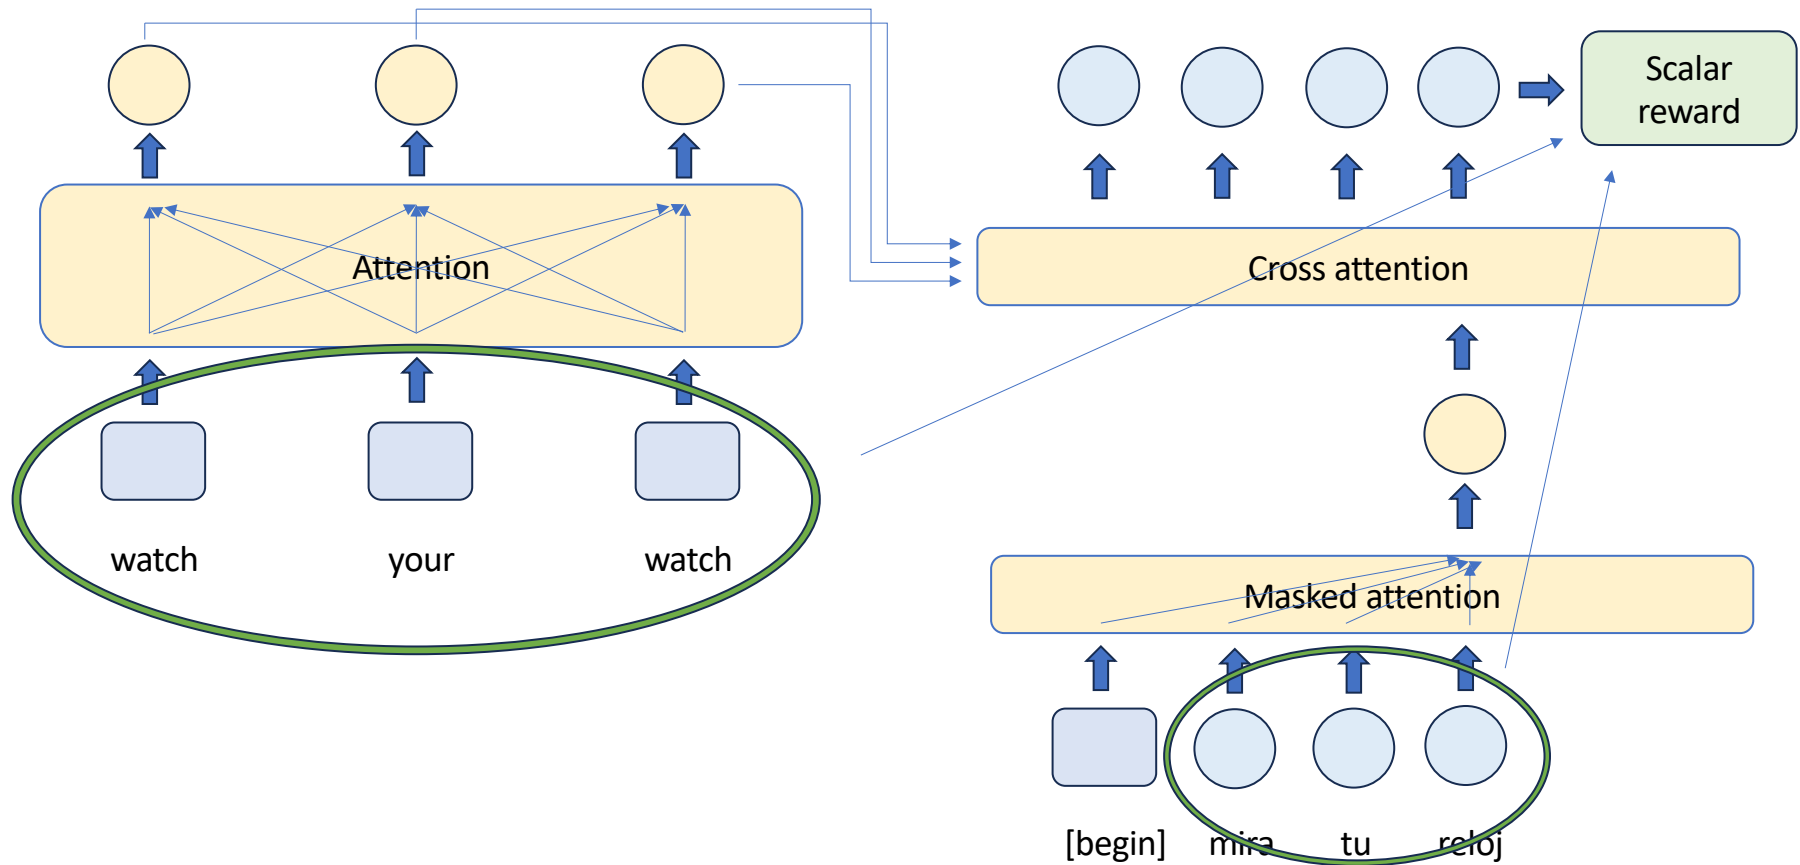 Scalar
reward
Attention
Cross attention
watch your watch
Masked attention
[begin] mira tu reloj